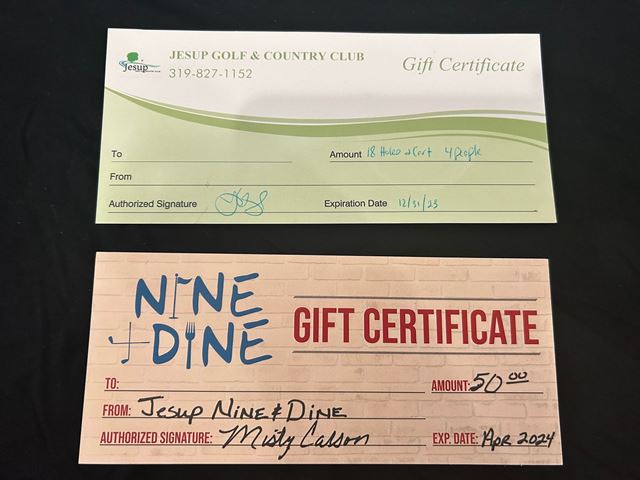 JESUP GOLF & COUNTRY CLUB
Jesup
319-827-1152
Gift Certificate
To
Amount 18 Holes & Cart 4 people
From
Authorized Signature
Expiration Date 12/31/23
NINE
+DINE
GIFT CERTIFICATE
TO:
AMOUNT: 50 00
FROM: Jesup Nine & Dine
AUTHORIZED SIGNATURE: Misty Calson
EXP. DATE: Apr 2024